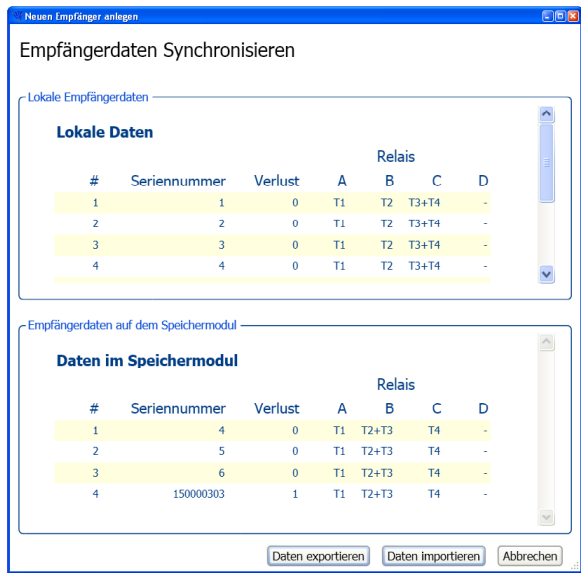 Neuen Empfänger anlegen
Empfängerdaten Synchronisieren
Lokale Empfängerdaten
Lokale Daten
Relais
# Seriennummer Verlust A B C D
1 1 0 T1 T2 T3+T4 -
2 2 0 T1 T2 T3+T4 -
3 3 0 T1 T2 T3+T4 -
4 4 0 T1 T2 T3+T4 -
Empfängerdaten auf dem Speichermodul
Daten im Speichermodul
Relais
# Seriennummer Verlust A B C D
1 4 0 T1 T2+T3 T4 -
2 5 0 T1 T2+T3 T4 -
3 6 0 T1 T2+T3 T4 -
4 150000303 1 T1 T2+T3 T4 -
Daten exportieren Daten importieren Abbrechen